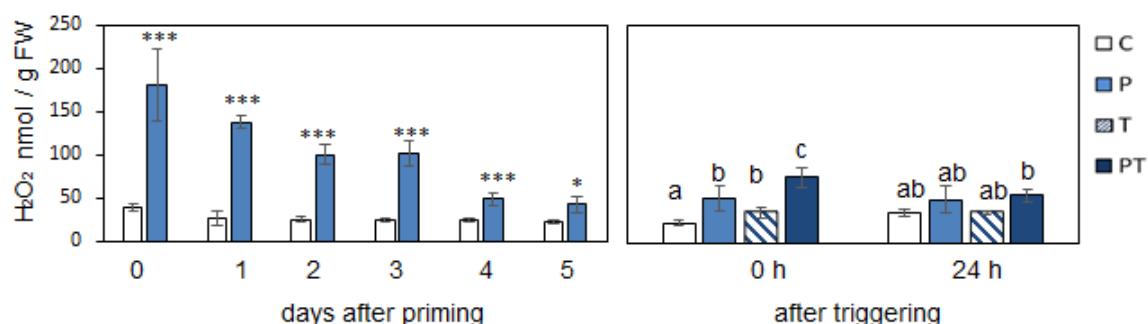 H₂O₂ nmol / g FW
250
200
150
100
50
0
***
***
***
***
***
*
0 1 2 3 4 5
days after priming
a b b c
ab ab ab b
0 h 24 h
after triggering
C
P
T
PT